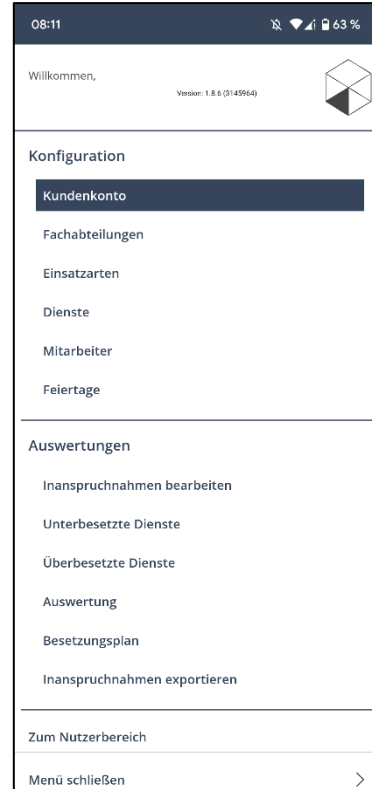 08:11 63 %
Willkommen,
Version: 1.8.6 (3145964)
Konfiguration
Kundenkonto
Fachabteilungen
Einsatzarten
Dienste
Mitarbeiter
Feiertage
Auswertungen
Inanspruchnahmen bearbeiten
Unterbesetzte Dienste
Überbesetzte Dienste
Auswertung
Besetzungsplan
Inanspruchnahmen exportieren
Zum Nutzerbereich
Menü schließen